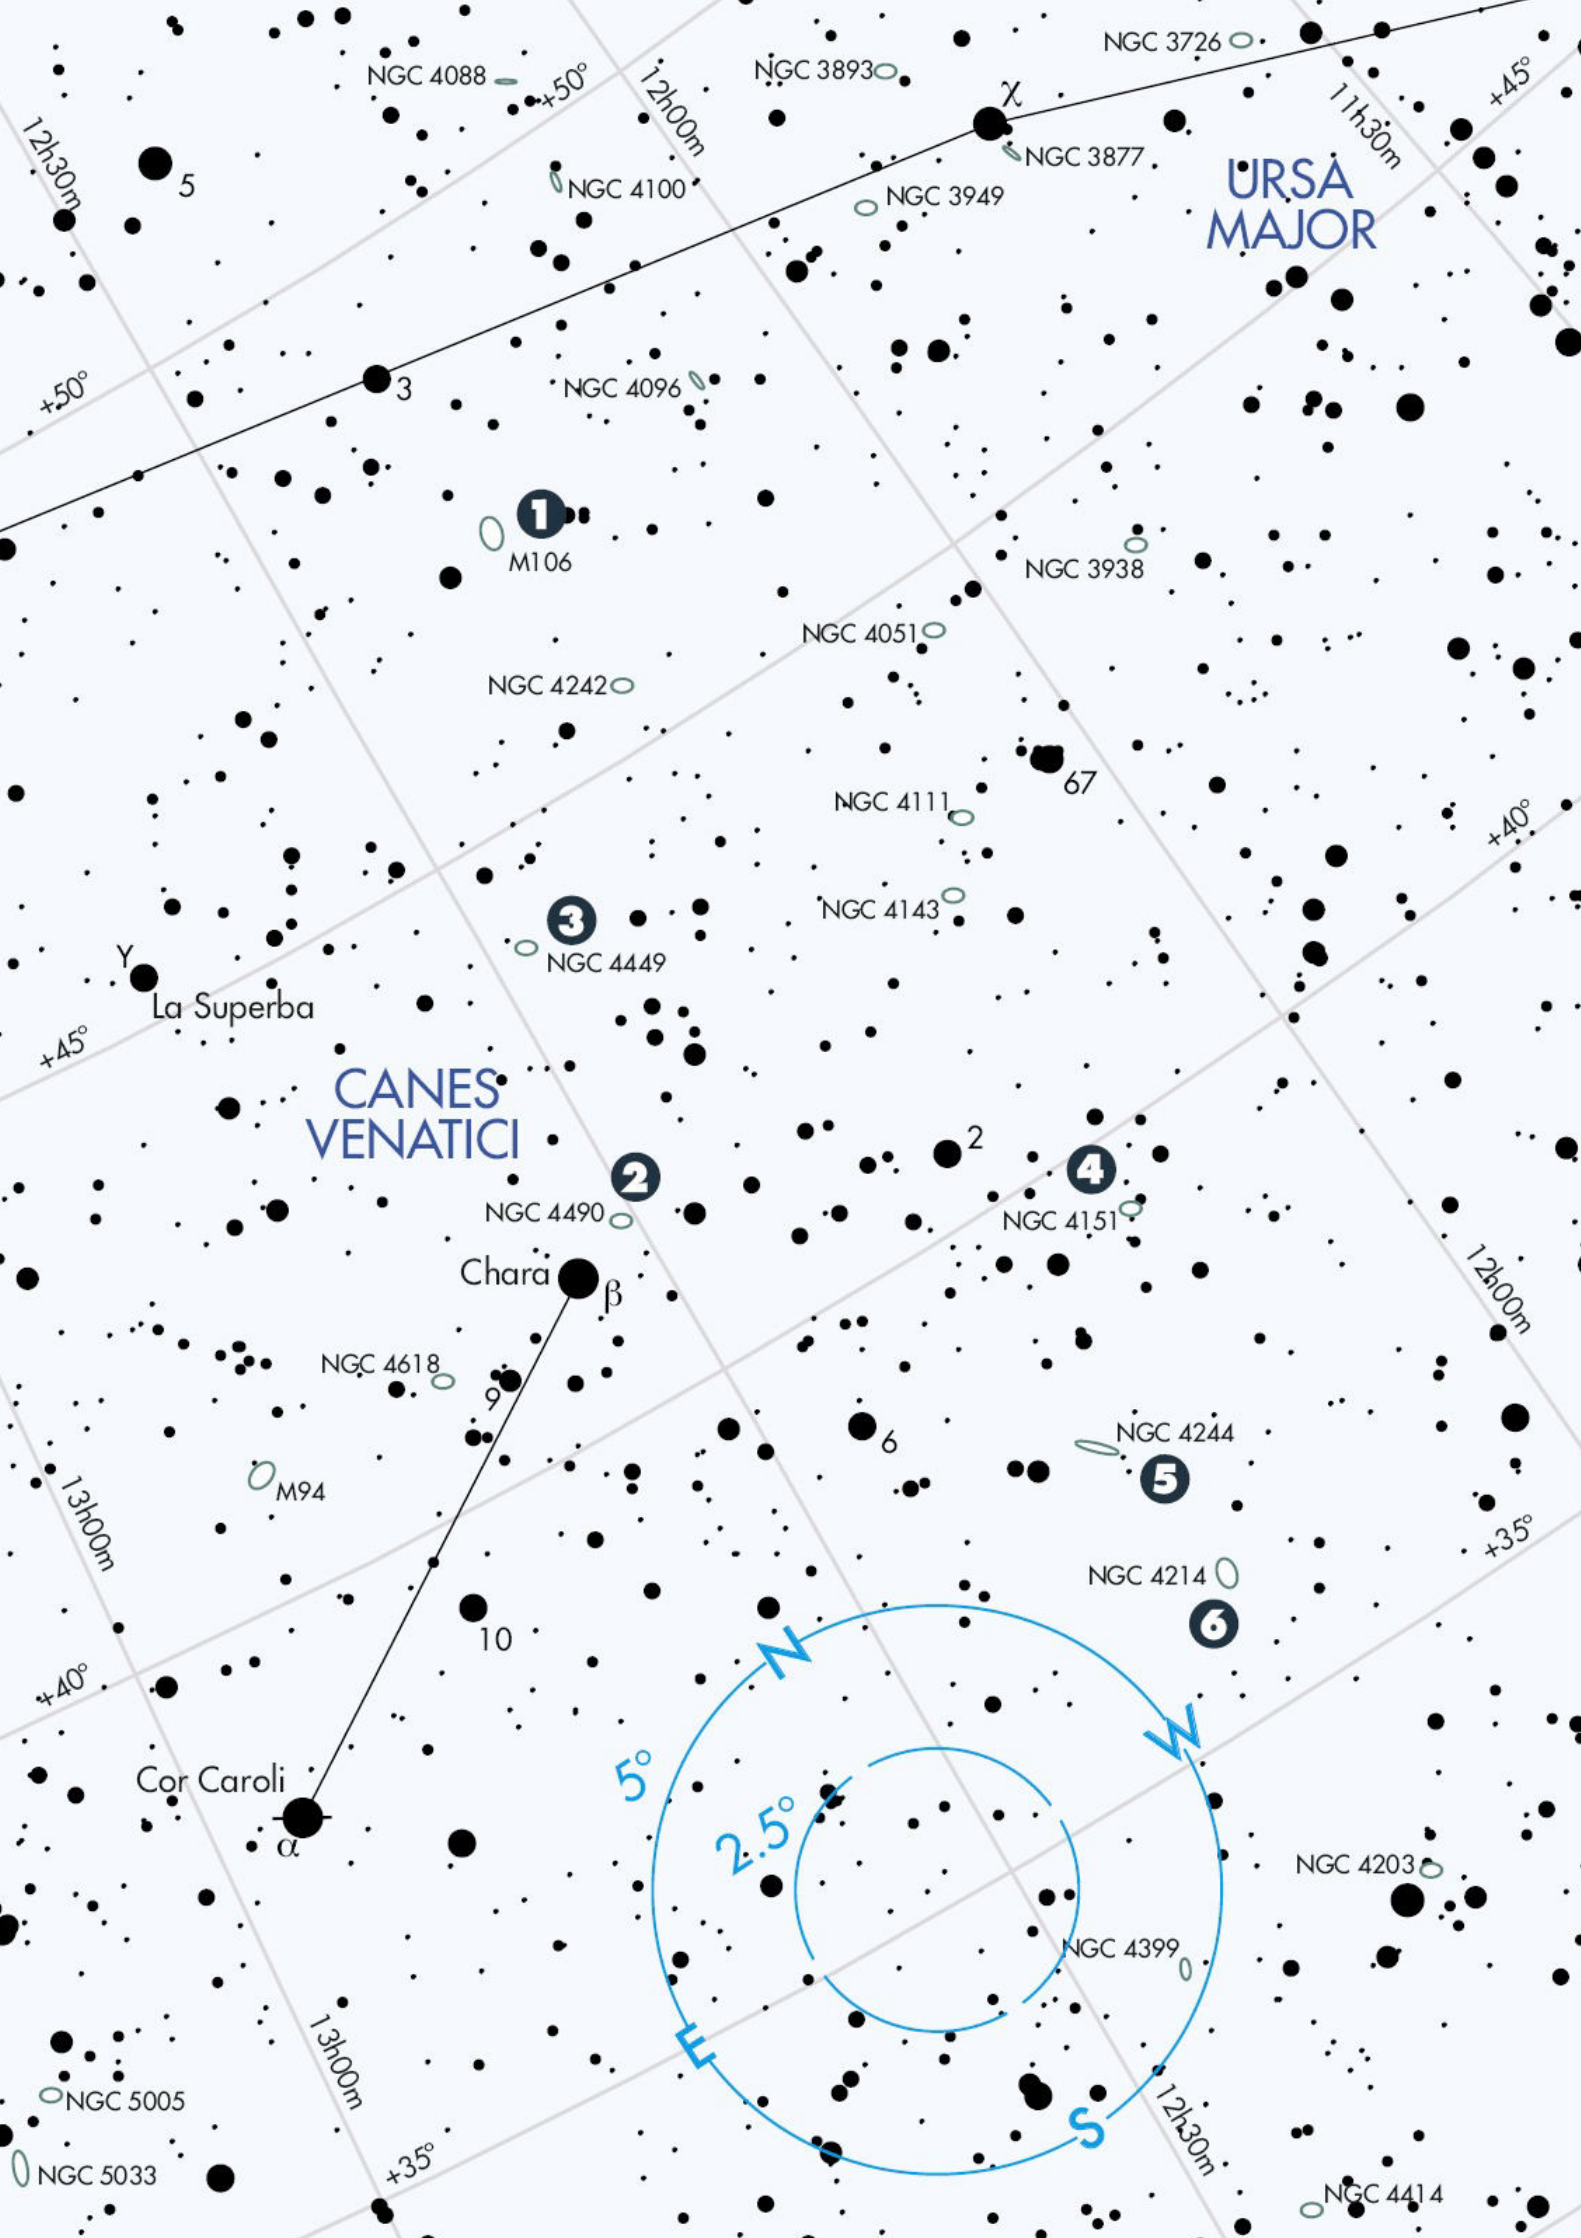 NGC 3726
NGC 4088
+50°
12h00m
NGC 3893
χ
11h30m
+45°
12h30m
5
NGC 4100
NGC 3877
NGC 3949
URSA
MAJOR
+50°
3
NGC 4096
1
M106
NGC 3938
NGC 4051
NGC 4242
67
NGC 4111
+40°
3
NGC 4143
NGC 4449
Y
La Superba
+45°
CANES
VENATICI
2
2
4
NGC 4490
NGC 4151
Chara
β
12h00m
NGC 4618
9
6
NGC 4244
5
M94
13h00m
+35°
NGC 4214
6
10
N
+40°
W
5°
Cor Caroli
α
2.5°
NGC 4203
NGC 4399
E
13h00m
NGC 5005
S
12h30m
NGC 5033
+35°
NGC 4414